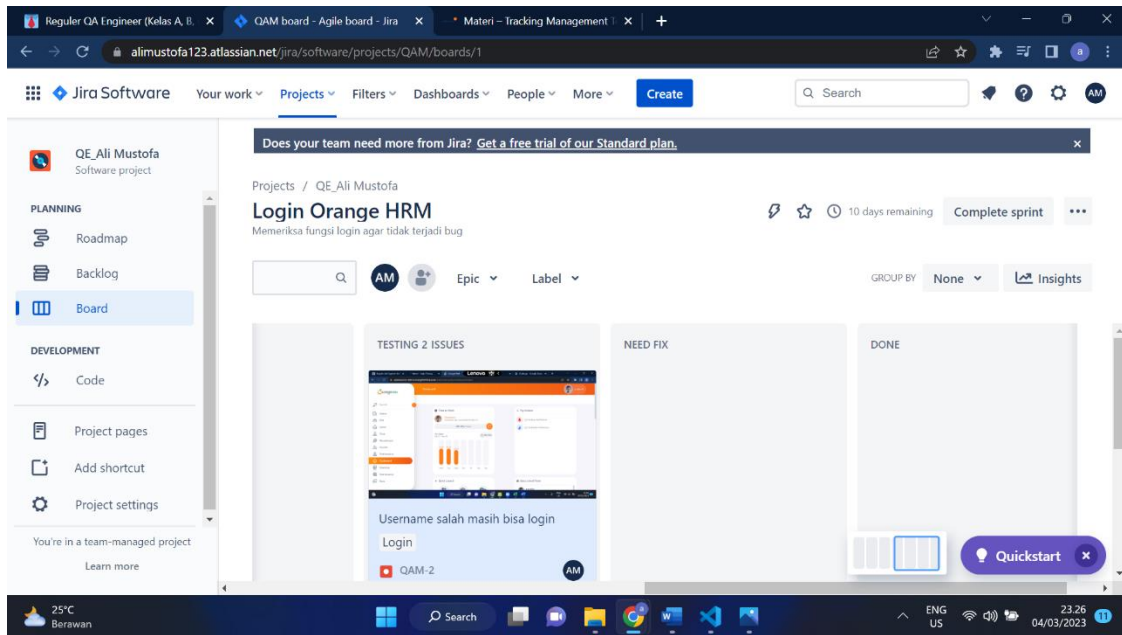 Reguler QA Engineer (Kelas A, B,
QAM board - Agile board - Jira
Materi – Tracking Management T
alimustofa123.atlassian.net/jira/software/projects/QAM/boards/1
Jira Software
Your work
Projects
Filters
Dashboards
People
More
Create
Search
AM
QE_Ali Mustofa
Software project
PLANNING
Roadmap
Backlog
Board
DEVELOPMENT
Code
Project pages
Add shortcut
Project settings
You're in a team-managed project
Learn more
Does your team need more from Jira? Get a free trial of our Standard plan.
Projects / QE_Ali Mustofa
Login Orange HRM
Memeriksa fungsi login agar tidak terjadi bug
10 days remaining
Complete sprint
AM
Epic
Label
GROUP BY
None
Insights
TESTING 2 ISSUES
NEED FIX
DONE
Lenovo
Username salah masih bisa login
Login
QAM-2
AM
Quickstart
25°C
Berawan
Search
ENG
US
23.26
04/03/2023
11